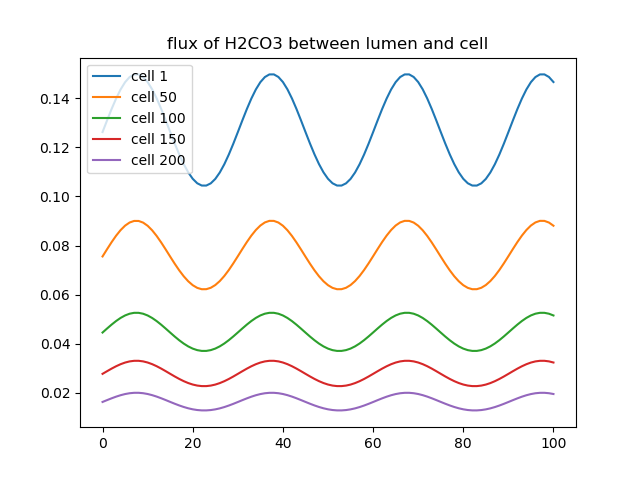 flux of H2CO3 between lumen and cell
cell 1
cell 50
cell 100
cell 150
cell 200
0.14
0.12
0.10
0.08
0.06
0.04
0.02
0 20 40 60 80 100